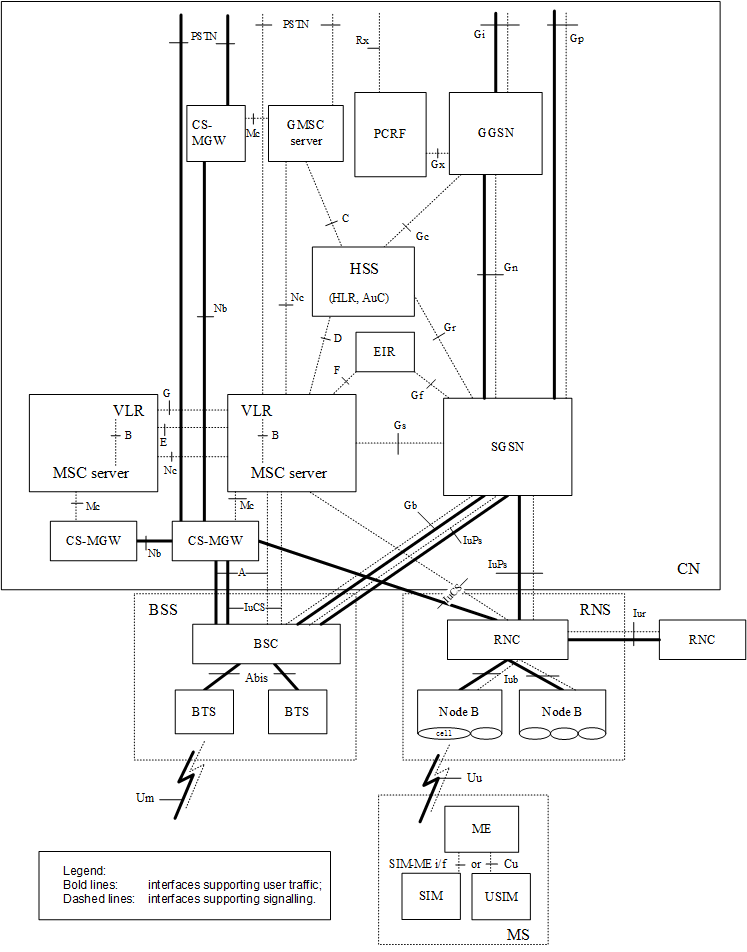 PSTN
PSTN
Rx
Gi
Gp
CS-
MGW
Mc
GMSC
server
PCRF
Gx
GGSN
C
Gc
HSS
(HLR, AuC)
Gn
Nb
Nc
D
Gr
EIR
F
Gf
G
VLR
B
E
MSC server
Nc
VLR
B
MSC server
Gs
SGSN
Mc
Mc
Gb
IuPs
CS-MGW
Nb
CS-MGW
IuPs
A
CN
IuCS
IuCS
BSS
RNS
BSC
RNC
Iur
RNC
Abis
Iub
BTS
BTS
Node B
cell
Node B
Um
Uu
ME
SIM-ME i/f
or
Cu
SIM
USIM
MS
Legend:
Bold lines: interfaces supporting user traffic;
Dashed lines: interfaces supporting signalling.